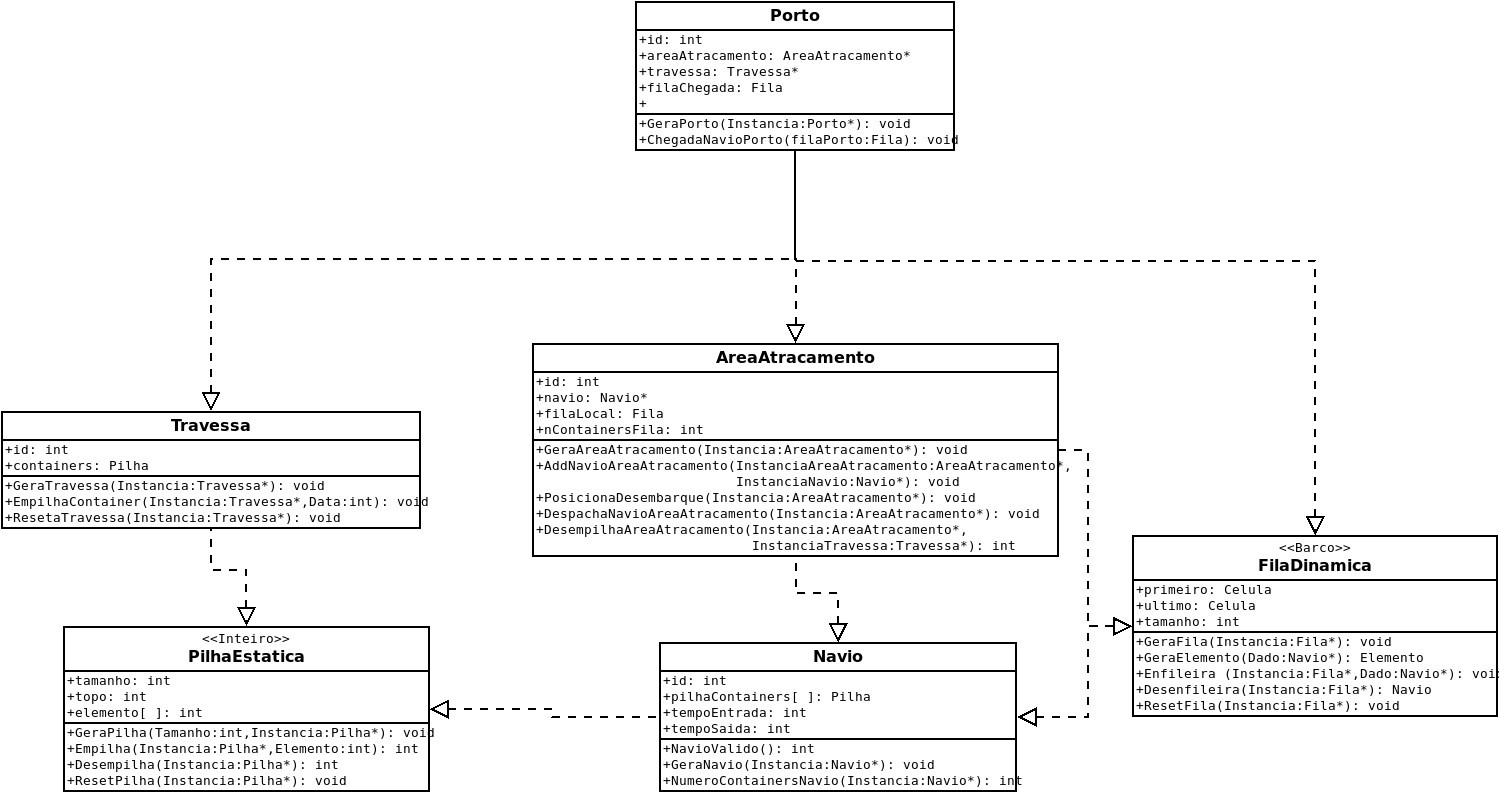 Porto
+id: int
+areaAtracamento: AreaAtracamento*
+travessa: Travessa*
+filaChegada: Fila
+
+GeraPorto(Instancia:Porto*): void
+ChegadaNavioPorto(filaPorto:Fila): void
AreaAtracamento
+id: int
+navio: Navio*
+filaLocal: Fila
+nContainersFila: int
+GeraAreaAtracamento(Instancia:AreaAtracamento*): void
+AddNavioAreaAtracamento(InstanciaAreaAtracamento:AreaAtracamento*,
InstanciaNavio:Navio*): void
+PosicionaDesembarque(Instancia:AreaAtracamento*): void
+DespachaNavioAreaAtracamento(Instancia:AreaAtracamento*): void
+DesempilhaAreaAtracamento(Instancia:AreaAtracamento*,
InstanciaTravessa:Travessa*): int
Travessa
+id: int
+containers: Pilha
+GeraTravessa(Instancia:Travessa*): void
+EmpilhaContainer(Instancia:Travessa*,Data:int): void
+ResetaTravessa(Instancia:Travessa*): void
<<Barco>>
FilaDinamica
+primeiro: Celula
+ultimo: Celula
+tamanho: int
+GeraFila(Instancia:Fila*): void
+GeraElemento(Dado:Navio*): Elemento
+Enfileira (Instancia:Fila*,Dado:Navio*): void
+Desenfileira(Instancia:Fila*): Navio
+ResetFila(Instancia:Fila*): void
<<Inteiro>>
PilhaEstatica
+tamanho: int
+topo: int
+elemento[ ]: int
+GeraPilha(Tamanho:int,Instancia:Pilha*): void
+Empilha(Instancia:Pilha*,Elemento:int): int
+Desempilha(Instancia:Pilha*): int
+ResetPilha(Instancia:Pilha*): void
Navio
+id: int
+pilhaContainers[ ]: Pilha
+tempoEntrada: int
+tempoSaida: int
+NavioValido(): int
+GeraNavio(Instancia:Navio*): void
+NumeroContainersNavio(Instancia:Navio*): int